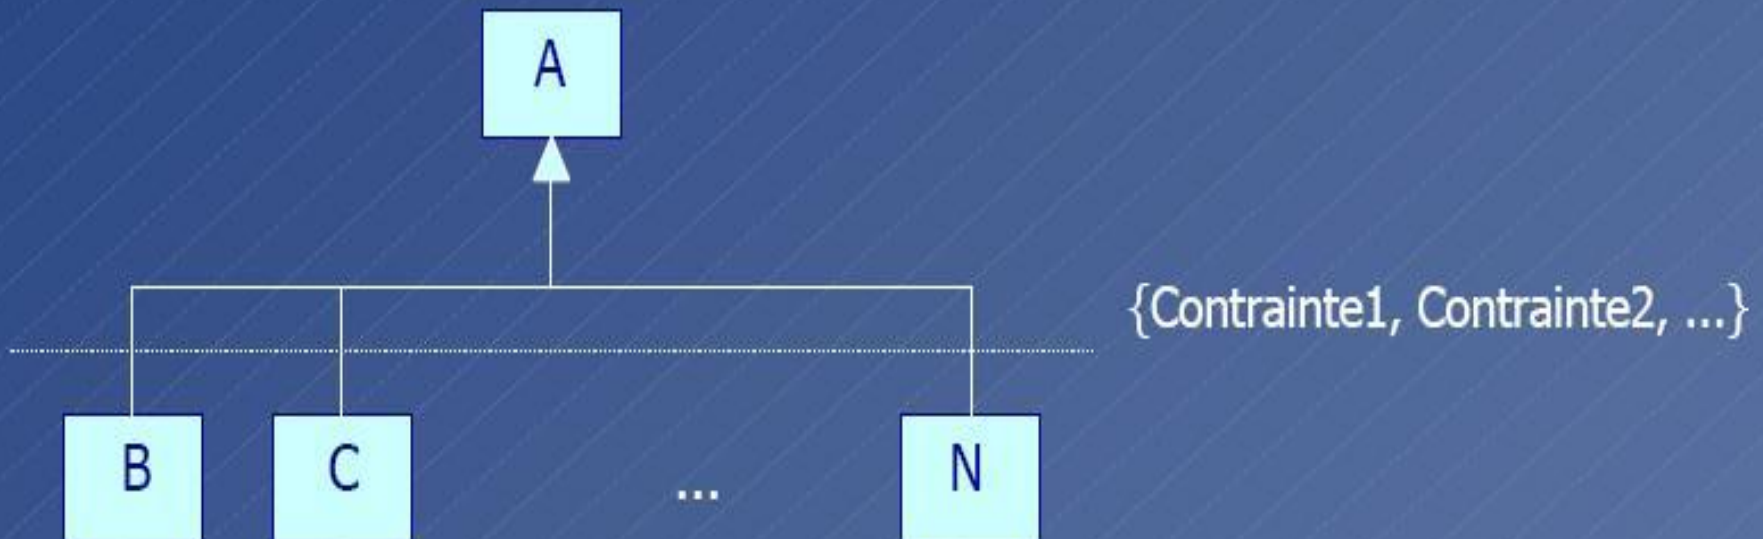 A
{Contrainte1, Contrainte2, ...}
B
C
...
N